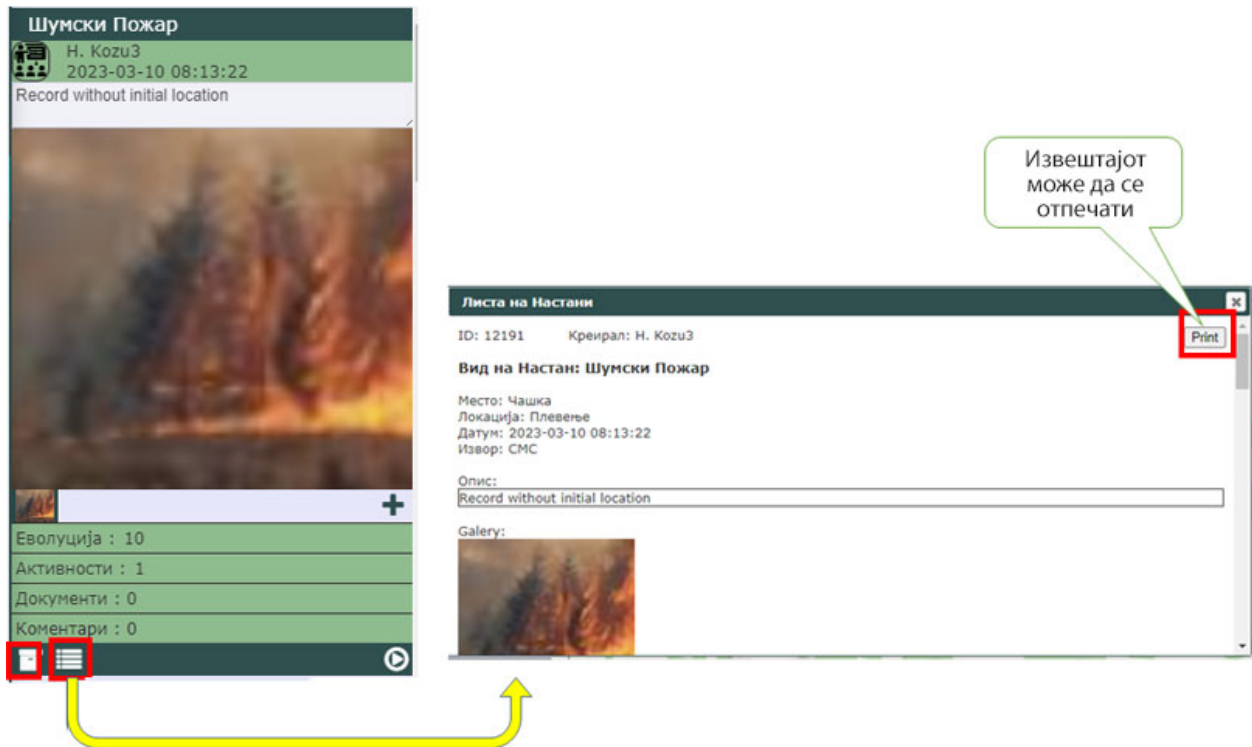 Шумски Пожар
H. Kozu3
2023-03-10 08:13:22
Record without initial location
Еволуција : 10
Активности : 1
Документи : 0
Коментари : 0
Извештајот
може да се
отпечати
Листа на Настани
ID: 12191 Креирал: H. Kozu3
Print
Вид на Настан: Шумски Пожар
Место: Чашка
Локација: Плевење
Датум: 2023-03-10 08:13:22
Извор: СМС
Опис:
Record without initial location
Galery: